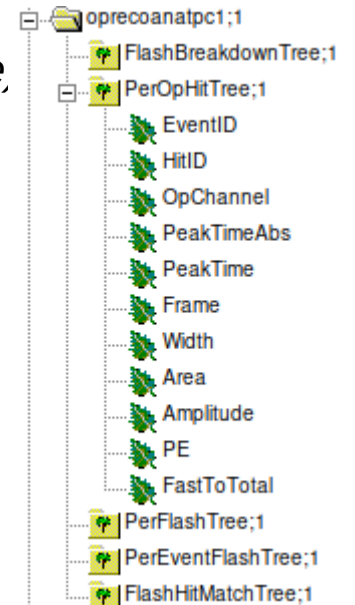 oprecoanatpc1;1
FlashBreakdownTree;1
e,
PerOpHitTree;1
EventID
HitID
OpChannel
PeakTimeAbs
PeakTime
Frame
Width
Area
Amplitude
PE
FastToTotal
PerFlashTree;1
PerEventFlashTree;1
FlashHitMatchTree;1